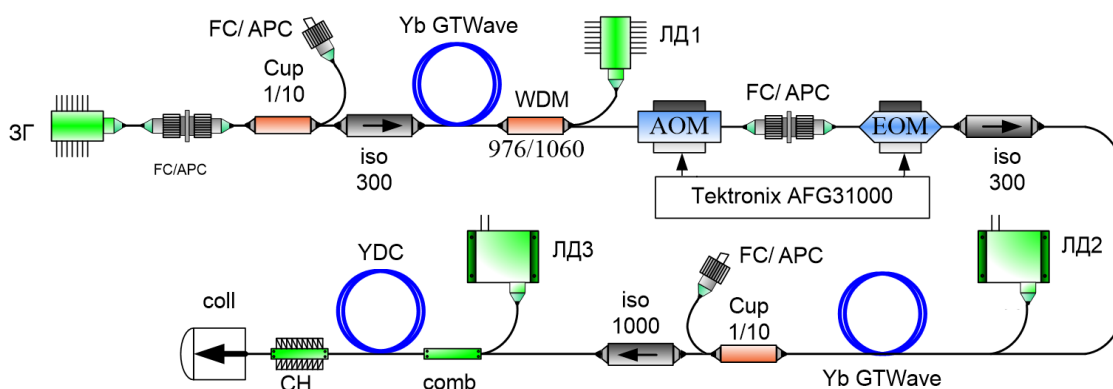 ЗГ
FC/APC
Cup
1/10
FC/ APC
iso
300
Yb GTWave
WDM
976/1060
ЛД1
AOM
FC/ APC
EOM
iso
300
Tektronix AFG31000
coll
CH
YDC
comb
ЛД3
iso
1000
FC/ APC
Cup
1/10
Yb GTWave
ЛД2